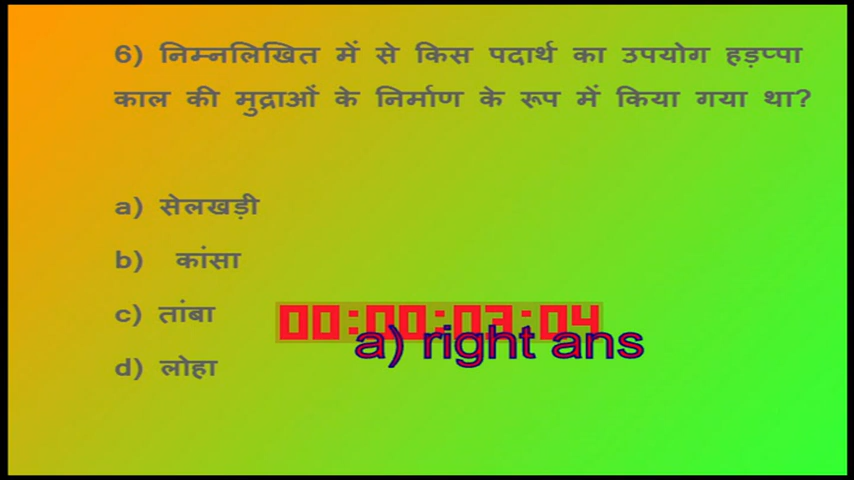 6) निम्नलिखित में से किस पदार्थ का उपयोग हड़प्पा
काल की मुद्राओं के निर्माण के रूप में किया गया था?
a) सेलखड़ी
b) कांसा
c) तांबा
00:00:03:04
a) right ans
d) लोहा